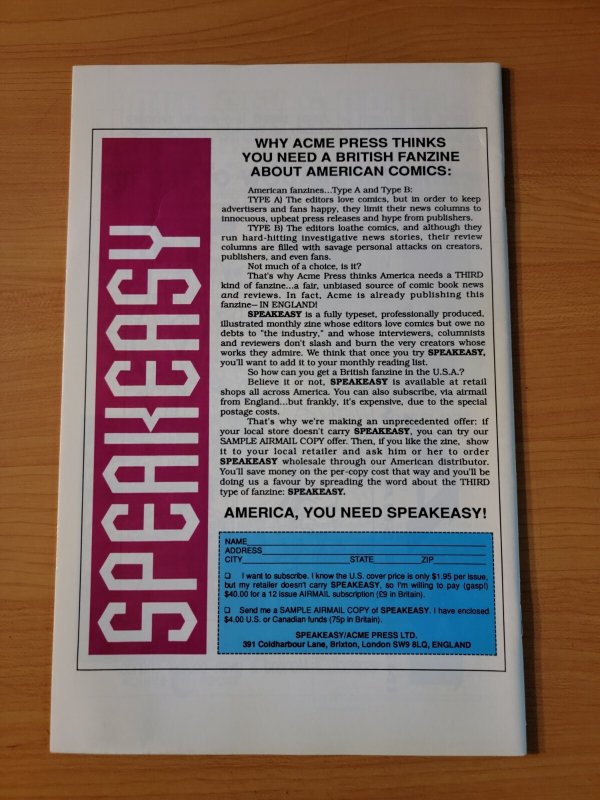 SPEAKEASY
WHY ACME PRESS THINKS
YOU NEED A BRITISH FANZINE
ABOUT AMERICAN COMICS:
American fanzines...Type A and Type B:
TYPE A) The editors love comics, but in order to keep
advertisers and fans happy, they limit their news columns to
innocuous, upbeat press releases and hype from publishers.
TYPE B) The editors loathe comics, and although they
run hard-hitting investigative news stories, their review
columns are filled with savage personal attacks on creators,
publishers, and even fans.
Not much of a choice, is it?
That's why Acme Press thinks America needs a THIRD
kind of fanzine...a fair, unbiased source of comic book news
and reviews. In fact, Acme is already publishing this
fanzine—IN ENGLAND!
SPEAKEASY is a fully typeset, professionally produced,
illustrated monthly zine whose editors love comics but owe no
debts to "the industry," and whose interviewers, columnists
and reviewers don't slash and burn the very creators whose
works they admire. We think that once you try SPEAKEASY,
you'll want to add it to your monthly reading list.
So how can you get a British fanzine in the U.S.A.?
Believe it or not, SPEAKEASY is available at retail
shops all across America. You can also subscribe, via airmail
from England...but frankly, it's expensive, due to the special
postage costs.
That's why we're making an unprecedented offer: if
your local store doesn't carry SPEAKEASY, you can try our
SAMPLE AIRMAIL COPY offer. Then, if you like the zine, show
it to your local retailer and ask him or her to order
SPEAKEASY wholesale through our American distributor.
You'll save money on the per-copy cost that way and you'll be
doing us a favour by spreading the word about the THIRD
type of fanzine: SPEAKEASY.
AMERICA, YOU NEED SPEAKEASY!
NAME
ADDRESS
CITY STATE ZIP
❏ I want to subscribe. I know the U.S. cover price is only $1.95 per issue,
but my retailer doesn't carry SPEAKEASY, so I'm willing to pay (gasp!)
$40.00 for a 12 issue AIRMAIL subscription (£9 in Britain).
❏ Send me a SAMPLE AIRMAIL COPY of SPEAKEASY. I have enclosed
$4.00 U.S. or Canadian funds (75p in Britain).
SPEAKEASY/ACME PRESS LTD.
391 Coldharbour Lane, Brixton, London SW9 8LQ, ENGLAND